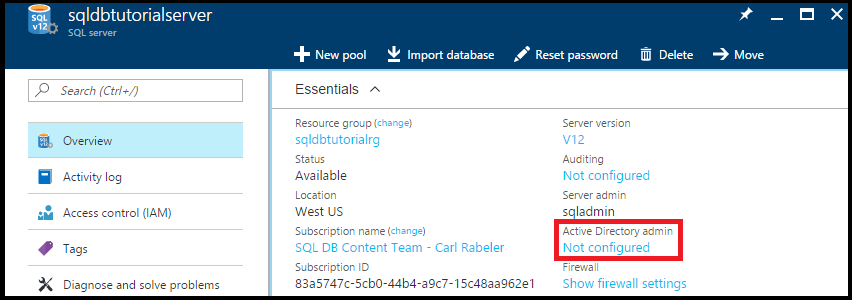 sqldbtutorialserver
SQL server
SQL
v12
New pool
Import database
Reset password
Delete
Move
Search (Ctrl+/)
Overview
Activity log
Access control (IAM)
Tags
Diagnose and solve problems
Essentials
Resource group (change)
sqldbtutorialrg
Status
Available
Location
West US
Subscription name (change)
SQL DB Content Team - Carl Rabeler
Subscription ID
83a5747c-5cb0-44b4-a9c7-15c48aa962e1
Server version
V12
Auditing
Not configured
Server admin
sqladmin
Active Directory admin
Not configured
Firewall
Show firewall settings